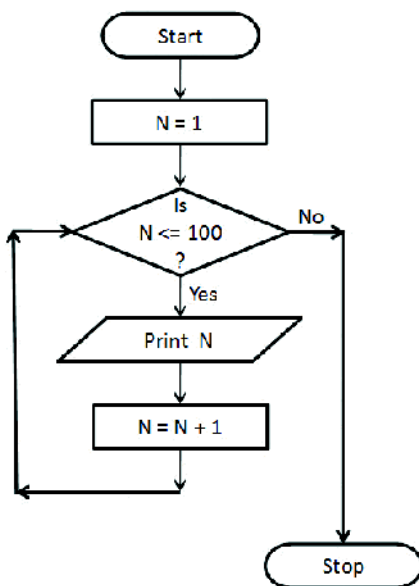 Start
N = 1
Is
N <= 100
?
No
Yes
Print N
N = N + 1
Stop